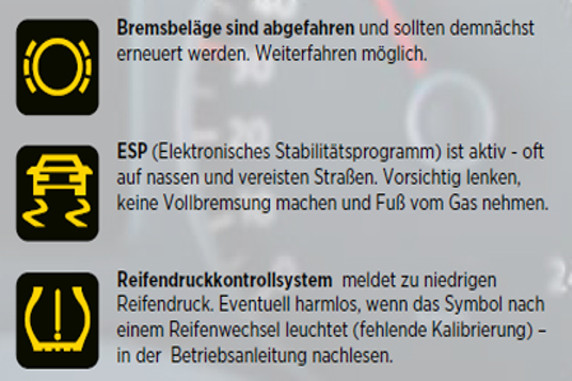 Bremsbeläge sind abgefahren und sollten demnächst
erneuert werden. Weiterfahren möglich.
ESP (Elektronisches Stabilitätsprogramm) ist aktiv - oft
auf nassen und vereisten Straßen. Vorsichtig lenken,
keine Vollbremsung machen und Fuß vom Gas nehmen.
Reifendruckkontrollsystem meldet zu niedrigen
Reifendruck. Eventuell harmlos, wenn das Symbol nach
einem Reifenwechsel leuchtet (fehlende Kalibrierung) –
in der Betriebsanleitung nachlesen.